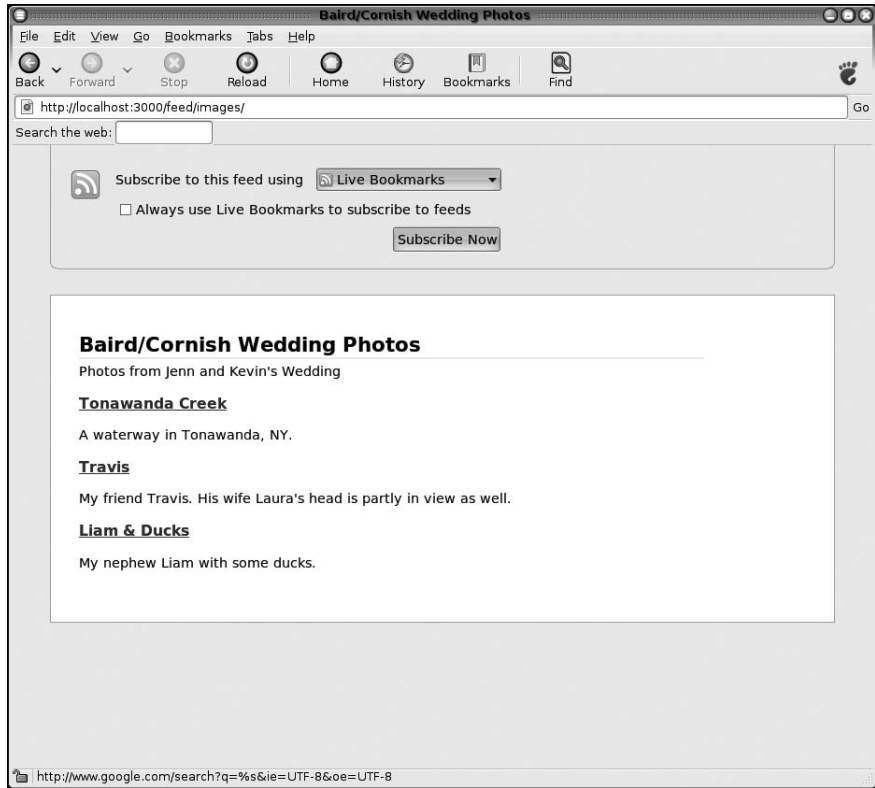 Baird/Cornish Wedding Photos
File Edit View Go Bookmarks Tabs Help
Back Forward Stop Reload Home History Bookmarks Find
http://localhost:3000/feed/images/ Go
Search the web:
Subscribe to this feed using Live Bookmarks
Always use Live Bookmarks to subscribe to feeds
Subscribe Now
Baird/Cornish Wedding Photos
Photos from Jenn and Kevin's Wedding
Tonawanda Creek
A waterway in Tonawanda, NY.
Travis
My friend Travis. His wife Laura's head is partly in view as well.
Liam & Ducks
My nephew Liam with some ducks.
http://www.google.com/search?q=%s&ie=UTF-8&oe=UTF-8